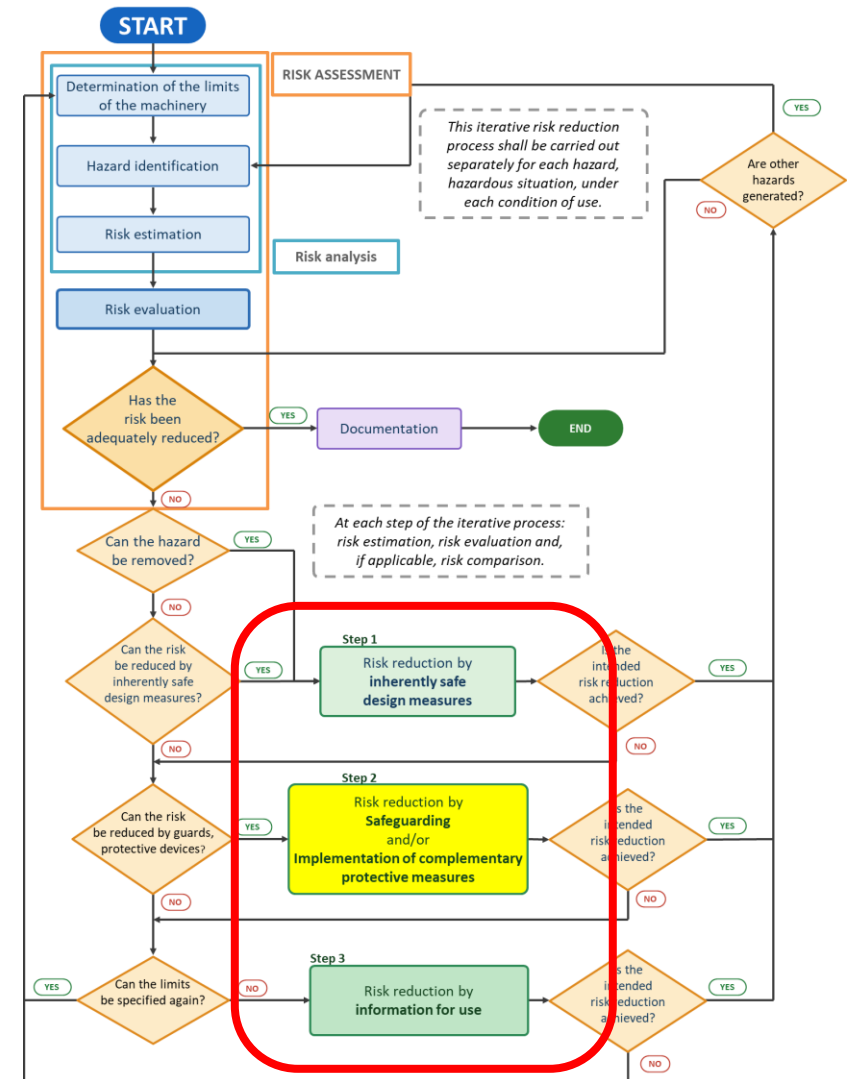 START
RISK ASSESSMENT
Determination of the limits
of the machinery
YES
This iterative risk reduction
process shall be carried out
separately for each hazard,
hazardous situation, under
each condition of use.
Hazard identification
Are other
hazards
generated?
NO
Risk estimation
Risk analysis
Risk evaluation
Has the
risk been
adequately reduced?
YES
Documentation
END
NO
At each step of the iterative process:
risk estimation, risk evaluation and,
if applicable, risk comparison.
Can the hazard
be removed?
YES
NO
Can the risk
be reduced by
inherently safe
design measures?
YES
Step 1
Risk reduction by
inherently safe
design measures
Is the
intended
risk reduction
achieved?
YES
NO
NO
Can the risk
be reduced by guards,
protective devices?
YES
Step 2
Risk reduction by
Safeguarding
and/or
Implementation of complementary
protective measures
Is the
intended
risk reduction
achieved?
YES
NO
NO
YES
Can the limits
be specified again?
NO
Step 3
Risk reduction by
information for use
Is the
intended
risk reduction
achieved?
YES
NO